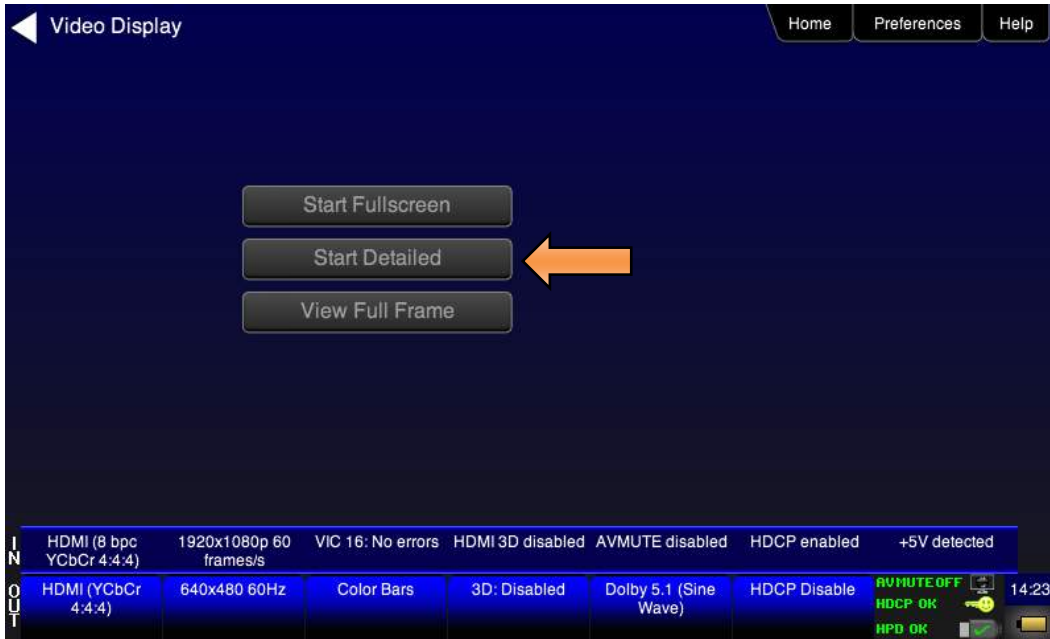 Video Display
Home
Preferences
Help
Start Fullscreen
Start Detailed
View Full Frame
IN
HDMI (8 bpc
YCbCr 4:4:4)
1920x1080p 60
frames/s
VIC 16: No errors
HDMI 3D disabled
AVMUTE disabled
HDCP enabled
+5V detected
OUT
HDMI (YCbCr
4:4:4)
640x480 60Hz
Color Bars
3D: Disabled
Dolby 5.1 (Sine
Wave)
HDCP Disable
AVMUTE OFF
HDCP OK
HPD OK
14:23